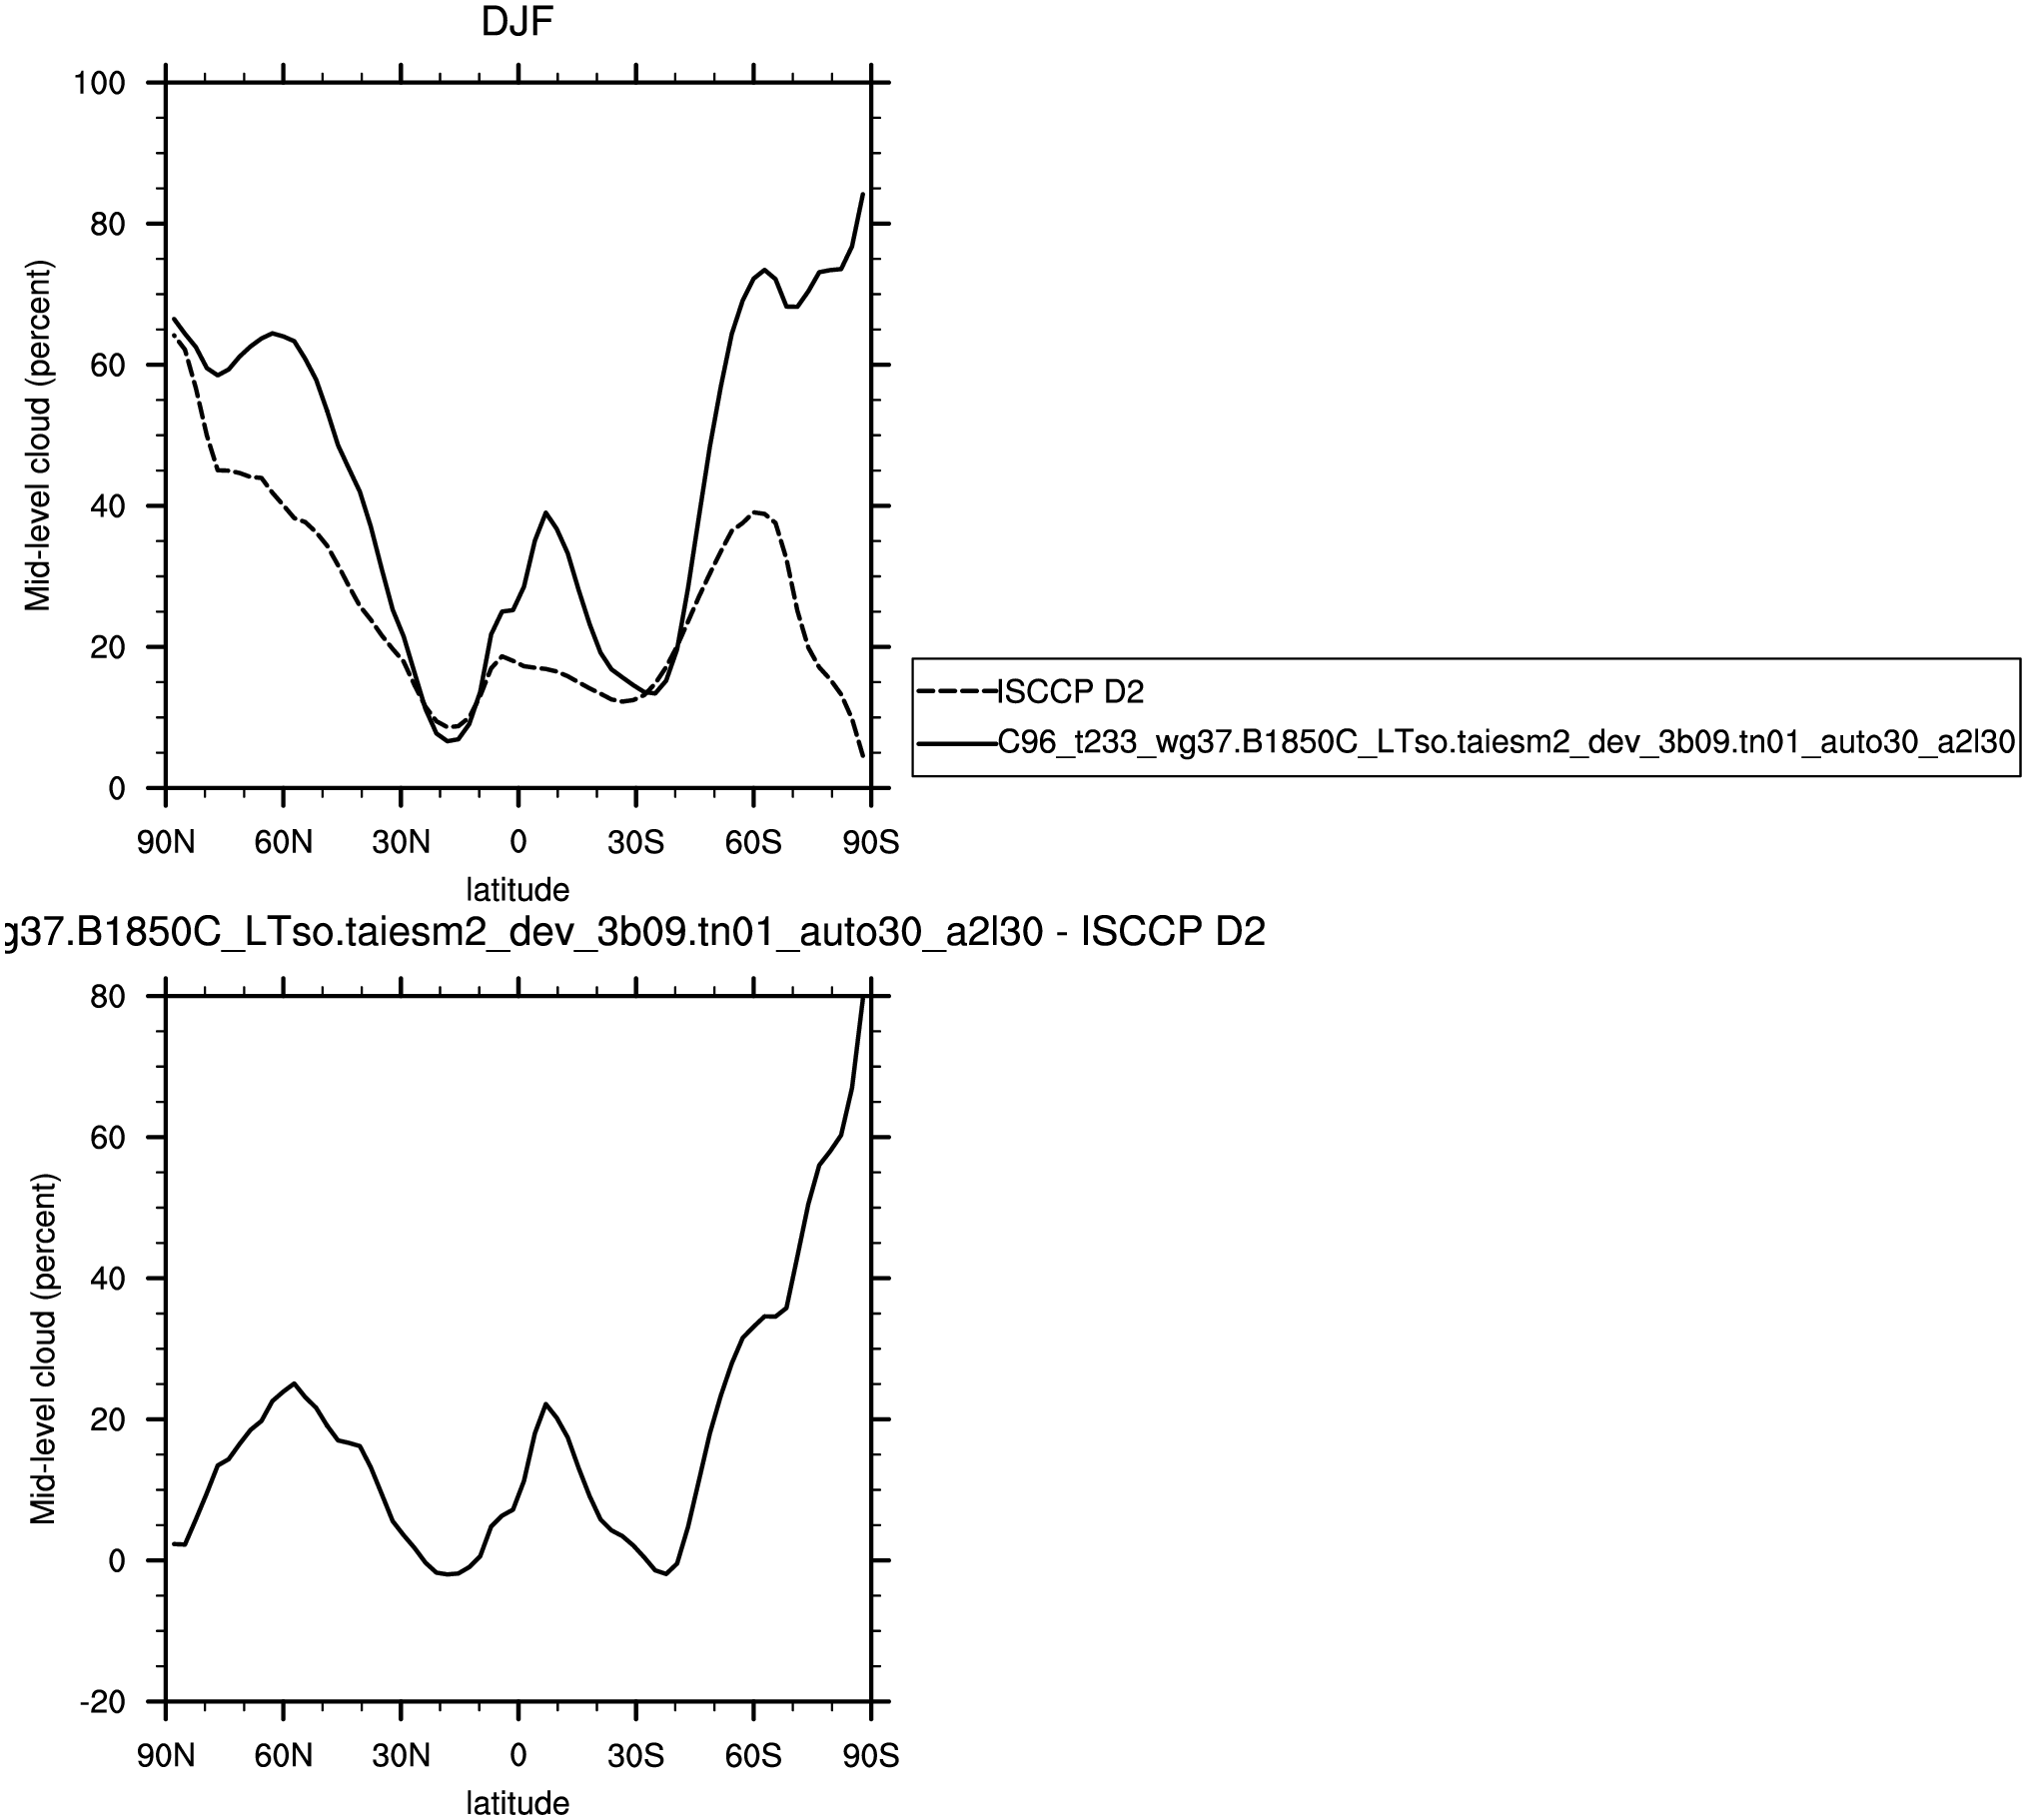 DJF
100
80
60
40
20
0
Mid-level cloud (percent)
90N 60N 30N 0 30S 60S 90S
latitude
ISCCP D2
C96_t233_wg37.B1850C_LTso.taiesm2_dev_3b09.tn01_auto30_a2l30
g37.B1850C_LTso.taiesm2_dev_3b09.tn01_auto30_a2l30 - ISCCP D2
80
60
40
20
0
-20
Mid-level cloud (percent)
90N 60N 30N 0 30S 60S 90S
latitude